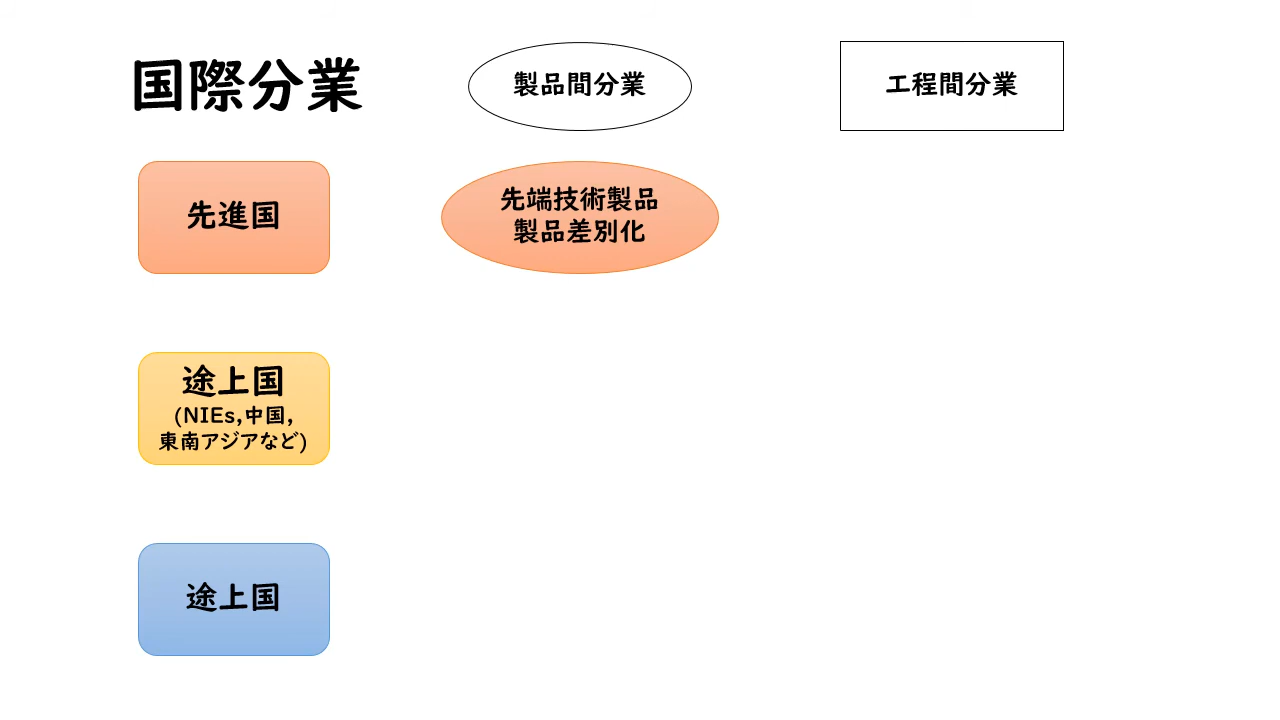 国際分業
製品間分業
工程間分業
先進国
先端技術製品
製品差別化
途上国
(NIEs,中国,
東南アジアなど)
途上国